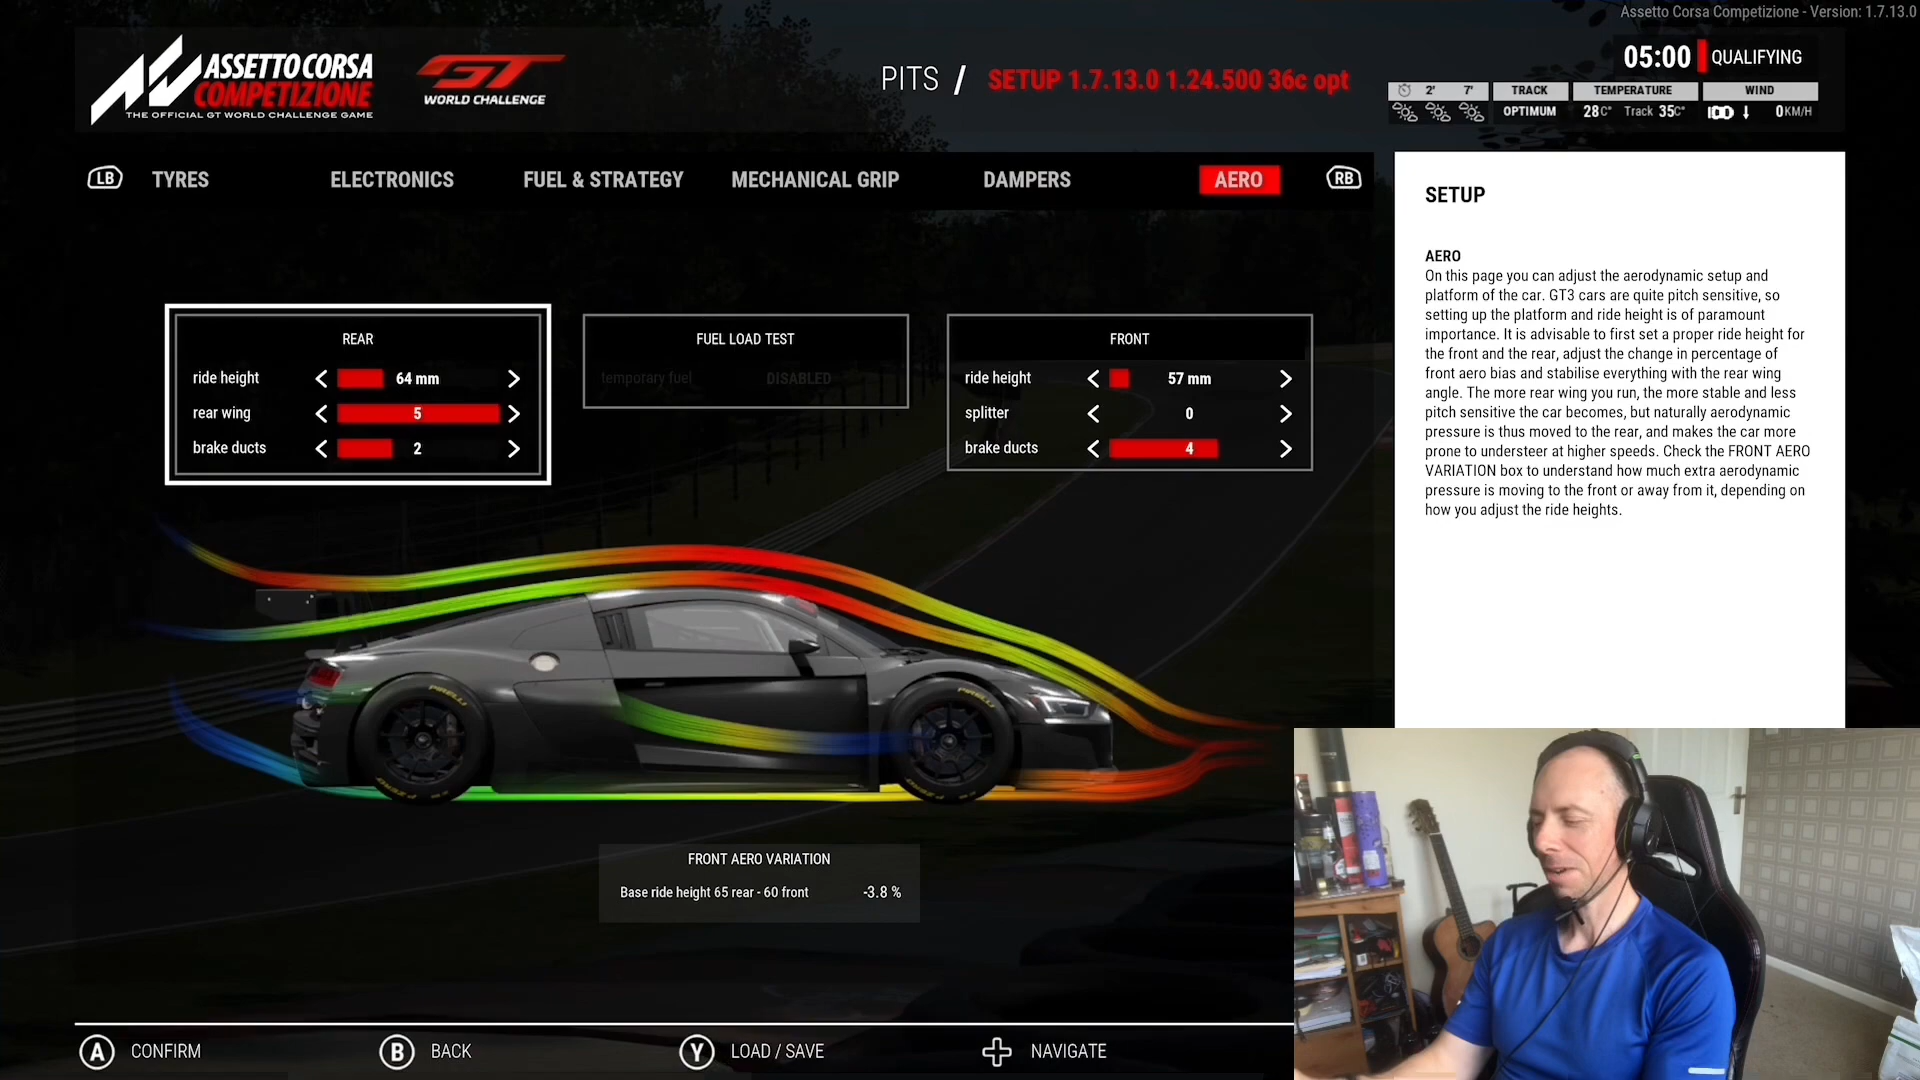 Assetto Corsa Competizione - Version: 1.7.13.0
ASSETTO CORSA
COMPETIZIONE
THE OFFICIAL GT WORLD CHALLENGE GAME
GT
WORLD CHALLENGE
PITS / SETUP 1.7.13.0 1.24.500 36c opt
05:00 QUALIFYING
2' 7' TRACK TEMPERATURE WIND
OPTIMUM 28C° Track 35C° 0KM/H
LB TYRES ELECTRONICS FUEL & STRATEGY MECHANICAL GRIP DAMPERS AERO RB
REAR
ride height 64 mm
rear wing 5
brake ducts 2
FUEL LOAD TEST
temporary fuel DISABLED
FRONT
ride height 57 mm
splitter 0
brake ducts 4
SETUP
AERO
On this page you can adjust the aerodynamic setup and
platform of the car. GT3 cars are quite pitch sensitive, so
setting up the platform and ride height is of paramount
importance. It is advisable to first set a proper ride height for
the front and the rear, adjust the change in percentage of
front aero bias and stabilise everything with the rear wing
angle. The more rear wing you run, the more stable and less
pitch sensitive the car becomes, but naturally aerodynamic
pressure is thus moved to the rear, and makes the car more
prone to understeer at higher speeds. Check the FRONT AERO
VARIATION box to understand how much extra aerodynamic
pressure is moving to the front or away from it, depending on
how you adjust the ride heights.
PIRELLI
PIRELLI
P ZERO
P ZERO
FRONT AERO VARIATION
Base ride height 65 rear - 60 front -3.8 %
A CONFIRM B BACK Y LOAD / SAVE NAVIGATE